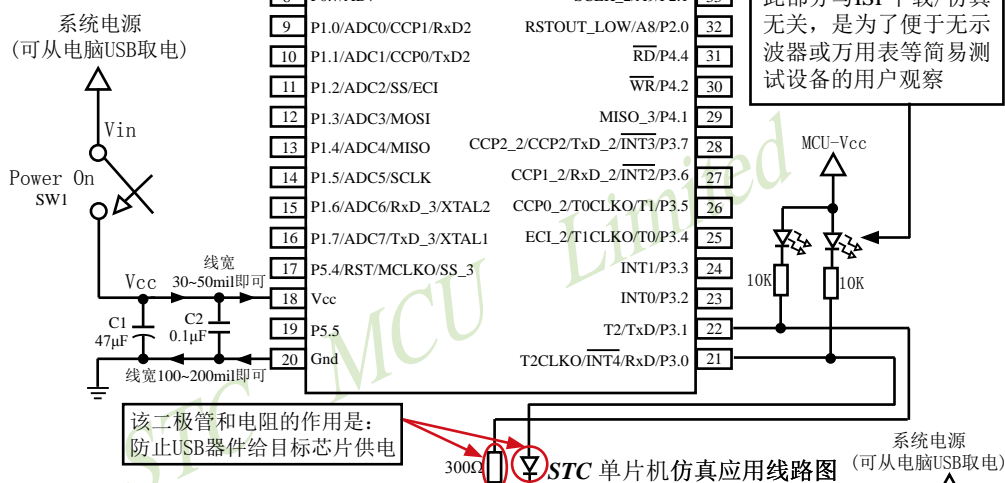 系统电源
(可从电脑USB取电)
Vin
Power On
SW1
Vcc
线宽
30~50mil即可
C1
47μF
C2
0.1μF
线宽100~200mil即可
9 P1.0/ADC0/CCP1/RxD2
10 P1.1/ADC1/CCP0/TxD2
11 P1.2/ADC2/SS/ECI
12 P1.3/ADC3/MOSI
13 P1.4/ADC4/MISO
14 P1.5/ADC5/SCLK
15 P1.6/ADC6/RxD_3/XTAL2
16 P1.7/ADC7/TxD_3/XTAL1
17 P5.4/RST/MCLKO/SS_3
18 Vcc
19 P5.5
20 Gnd
RSTOUT_LOW/A8/P2.0 32
RD/P4.4 31
WR/P4.2 30
MISO_3/P4.1 29
CCP2_2/CCP2/TxD_2/INT3/P3.7 28
CCP1_2/RxD_2/INT2/P3.6 27
CCP0_2/T0CLKO/T1/P3.5 26
ECI_2/T1CLKO/T0/P3.4 25
INT1/P3.3 24
INT0/P3.2 23
T2/TxD/P3.1 22
T2CLKO/INT4/RxD/P3.0 21
无关，是为了便于无示
波器或万用表等简易测
试设备的用户观察
MCU-Vcc
10K
10K
STC MCU Limited
该二极管和电阻的作用是：
防止USB器件给目标芯片供电
300Ω
STC 单片机仿真应用线路图
系统电源
(可从电脑USB取电)